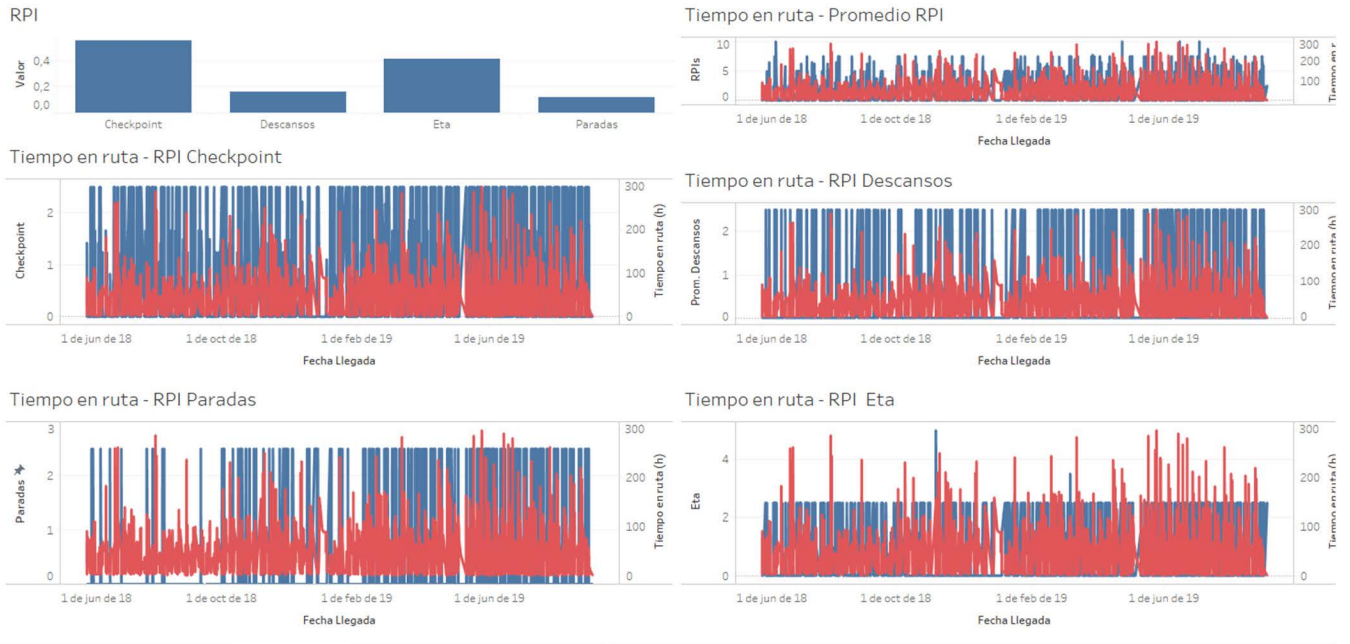 RPI
Valor
0,4
0,2
0,0
Checkpoint Descansos Eta Paradas
Tiempo en ruta - Promedio RPI
RPIs
10
5
0
300
200
100
1 de jun de 18 1 de oct de 18 1 de feb de 19 1 de jun de 19
Fecha Llegada
Tiempo en ruta - RPI Checkpoint
Checkpoint
2
1
0
300
200
100
0
Tiempo en ruta (h)
1 de jun de 18 1 de oct de 18 1 de feb de 19 1 de jun de 19
Fecha Llegada
Tiempo en ruta - RPI Descansos
Prom. Descansos
2
1
0
300
200
100
0
Tiempo en ruta (h)
1 de jun de 18 1 de oct de 18 1 de feb de 19 1 de jun de 19
Fecha Llegada
Tiempo en ruta - RPI Paradas
Paradas
3
2
1
0
300
200
100
0
Tiempo en ruta (h)
1 de jun de 18 1 de oct de 18 1 de feb de 19 1 de jun de 19
Fecha Llegada
Tiempo en ruta - RPI Eta
Eta
4
2
0
300
200
100
0
Tiempo en ruta (h)
1 de jun de 18 1 de oct de 18 1 de feb de 19 1 de jun de 19
Fecha Llegada